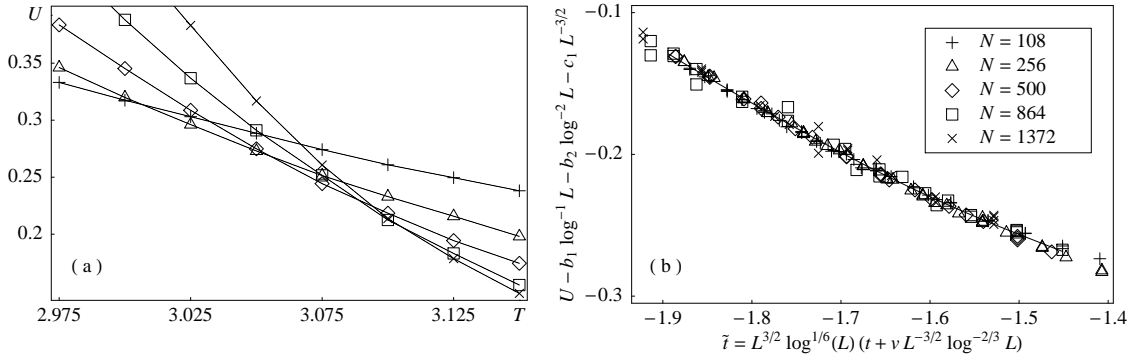 U
0.35
0.3
0.25
0.2
( a )
2.975
3.025
3.075
3.125
T
U − b₁ log⁻¹ L − b₂ log⁻² L − c₁ L⁻³/²
−0.1
−0.2
−0.3
N = 108
N = 256
N = 500
N = 864
N = 1372
( b )
−1.9
−1.8
−1.7
−1.6
−1.5
−1.4
t̃ = L³/² log¹/⁶(L) (t + v L⁻³/² log⁻²/³ L)